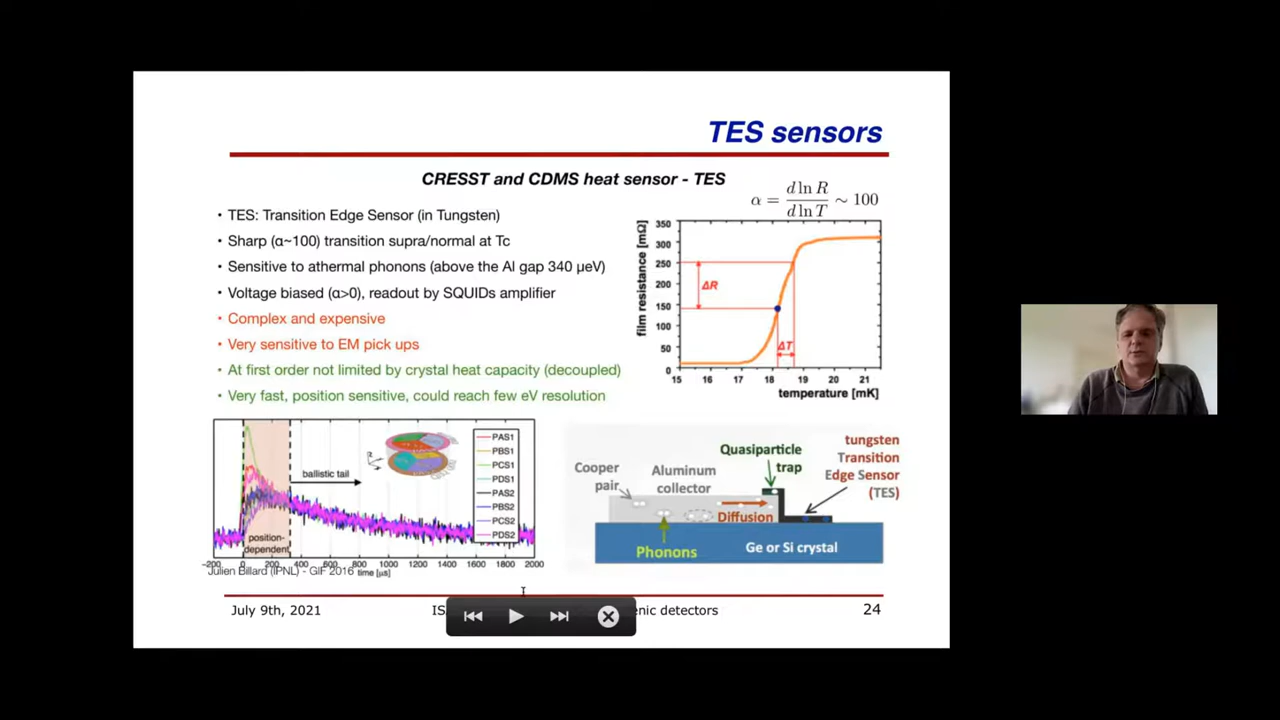 TES sensors
CRESST and CDMS heat sensor - TES
α = d ln R / d ln T ∼ 100
• TES: Transition Edge Sensor (in Tungsten)
• Sharp (α~100) transition supra/normal at Tc
• Sensitive to athermal phonons (above the Al gap 340 μeV)
• Voltage biased (α>0), readout by SQUIDs amplifier
• Complex and expensive
• Very sensitive to EM pick ups
• At first order not limited by crystal heat capacity (decoupled)
• Very fast, position sensitive, could reach few eV resolution
film resistance [mΩ]
350
300
250
200
150
100
50
0
ΔR
ΔT
15 16 17 18 19 20 21
temperature [mK]
PAS1
PBS1
PCS1
PDS1
PAS2
PBS2
PCS2
PDS2
ballistic tail
position-
dependent
−200 0 200 400 600 800 1000 1200 1400 1600 1800 2000
time [μs]
Julien Billard (IPNL) - GIF 2016
Cooper
pair
Aluminum
collector
Quasiparticle
trap
tungsten
Transition
Edge Sensor
(TES)
Diffusion
Phonons
Ge or Si crystal
July 9th, 2021
IS
enic detectors
24